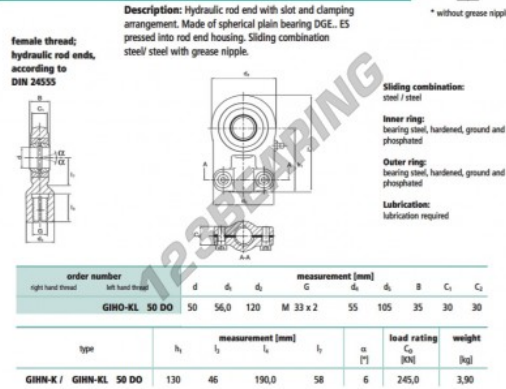 Description: Hydraulic rod end with slot and clamping
arrangement. Made of spherical plain bearing DGE.. ES
pressed into rod end housing. Sliding combination
steel/ steel with grease nipple.
* without grease nippl
female thread;
hydraulic rod ends,
according to
DIN 24555
Sliding combination:
steel / steel
Inner ring:
bearing steel, hardened, ground and
phosphated
Outer ring:
bearing steel, hardened, ground and
phosphated
Lubrication:
lubrication required
A-A
123BEARING
order number measurement [mm]
right hand thread left hand thread d d₁ d₂ G d₄ d₅ B C₁ C₂
GIHO-KL 50 DO 50 56,0 120 M 33 x 2 55 105 35 30 30
measurement [mm] load rating weight
type h₁ l₃ l₄ l₇ α C₀
[°] [KN] [kg]
GIHN-K / GIHN-KL 50 DO 130 46 190,0 58 6 245,0 3,90